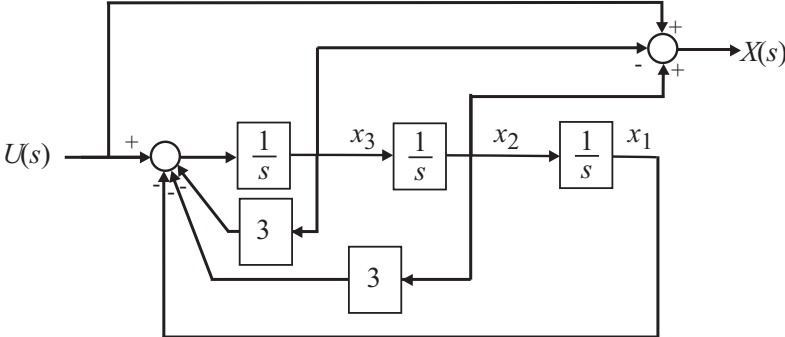 +
X(s)
-
+
U(s)
+
1/s
x₃
1/s
x₂
1/s
x₁
-
-
-
3
3